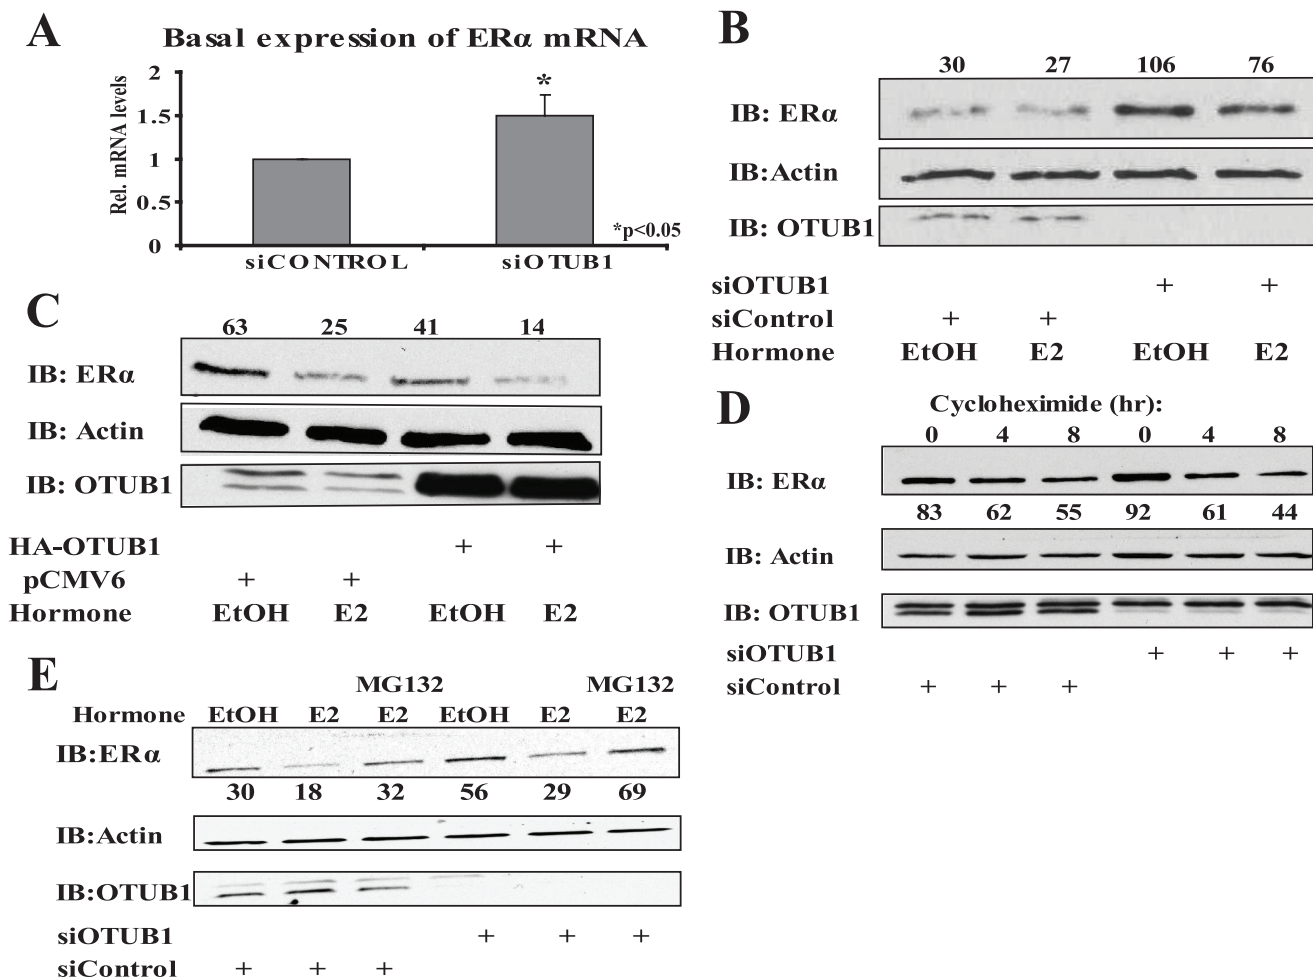 A
Basal expression of ERα mRNA
Rel. mRNA levels
2
1.5
1
0.5
0
*
*p<0.05
siCONTROL siOTUB1
B
30 27 106 76
IB: ERα
IB:Actin
IB: OTUB1
siOTUB1 + +
siControl + +
Hormone EtOH E2 EtOH E2
C
63 25 41 14
IB: ERα
IB: Actin
IB: OTUB1
HA-OTUB1 + +
pCMV6 + +
Hormone EtOH E2 EtOH E2
D
Cycloheximide (hr):
0 4 8 0 4 8
IB: ERα
83 62 55 92 61 44
IB: Actin
IB: OTUB1
siOTUB1 + + +
siControl + + +
E
MG132 MG132
Hormone EtOH E2 E2 EtOH E2 E2
IB:ERα
30 18 32 56 29 69
IB:Actin
IB:OTUB1
siOTUB1 + + +
siControl + + +